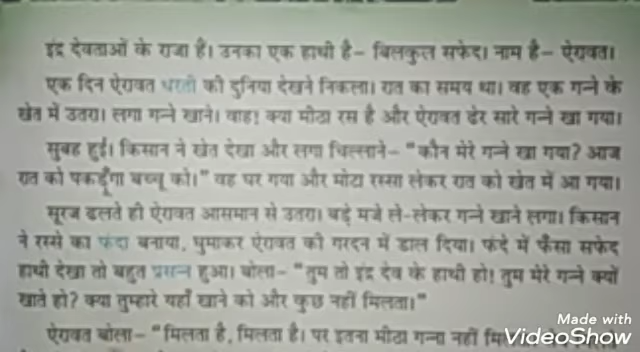 इंद्र देवताओं के राजा हैं। उनका एक हाथी है– बिलकुल सफेद। नाम है– ऐरावत।
एक दिन ऐरावत धरती की दुनिया देखने निकला। रात का समय था। वह एक गन्ने के
खेत में उतरा। लगा गन्ने खाने। वाह! क्या मीठा रस है और ऐरावत ढेर सारे गन्ने खा गया।
सुबह हुई। किसान ने खेत देखा और लगा चिल्लाने– "कौन मेरे गन्ने खा गया? आज
रात को पकडूँगा बच्चू को।" वह घर गया और मोटा रस्सा लेकर रात को खेत में आ गया।
सूरज ढलते ही ऐरावत आसमान से उतरा। बड़े मजे ले-लेकर गन्ने खाने लगा। किसान
ने रस्से का फंदा बनाया, घुमाकर ऐरावत की गरदन में डाल दिया। फंदे में फँसा सफेद
हाथी देखा तो बहुत प्रसन्न हुआ। बोला– "तुम तो इंद्र देव के हाथी हो! तुम मेरे गन्ने क्यों
खाते हो? क्या तुम्हारे यहाँ खाने को और कुछ नहीं मिलता।"
ऐरावत बोला– "मिलता है, मिलता है। पर इतना मीठा गन्ना नहीं
Made with
VideoShow